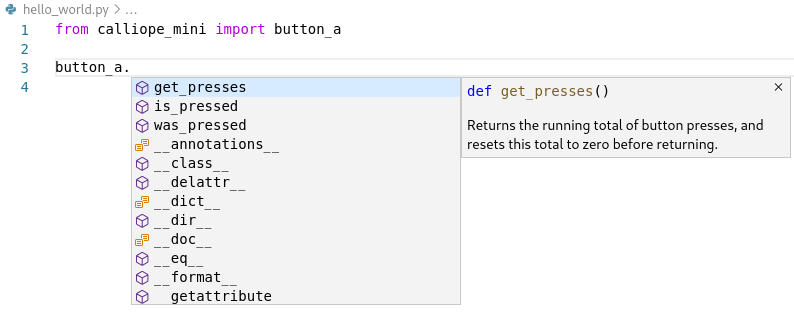 hello_world.py > ...
1 from calliope_mini import button_a
2
3 button_a.
4
get_presses
is_pressed
was_pressed
__annotations__
__class__
__delattr__
__dict__
__dir__
__doc__
__eq__
__format__
__getattribute
def get_presses()
Returns the running total of button presses, and
resets this total to zero before returning.